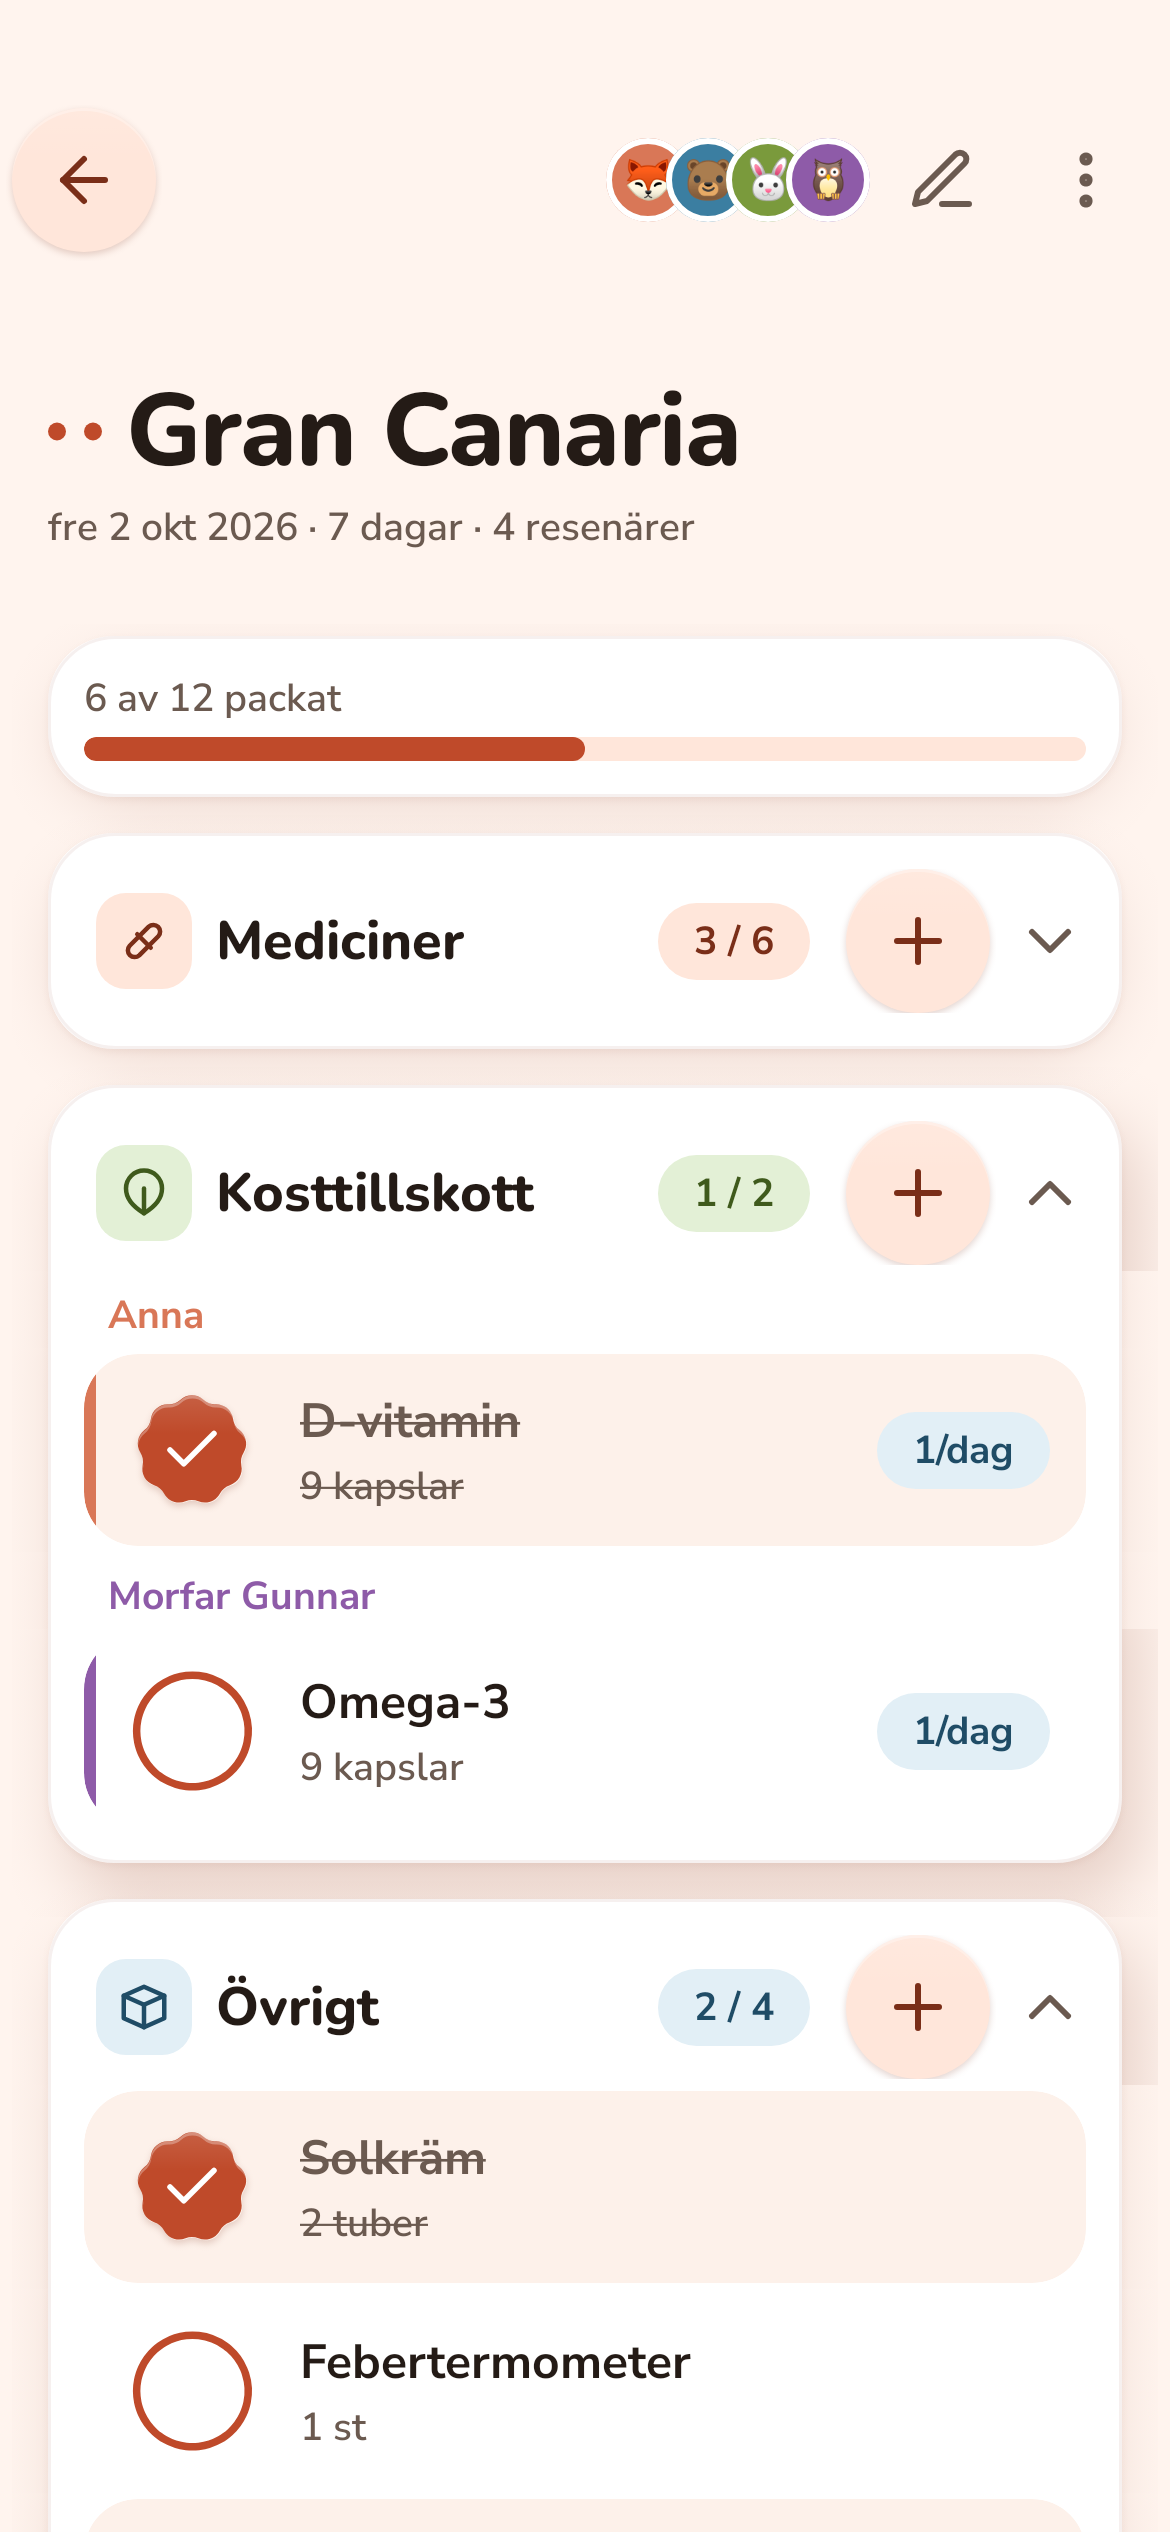 Gran Canaria
fre 2 okt 2026 · 7 dagar · 4 resenärer
6 av 12 packat
Mediciner
3 / 6
Kosttillskott
1 / 2
Anna
D-vitamin
9 kapslar
1/dag
Morfar Gunnar
Omega-3
9 kapslar
1/dag
Övrigt
2 / 4
Solkräm
2 tuber
Febertermometer
1 st